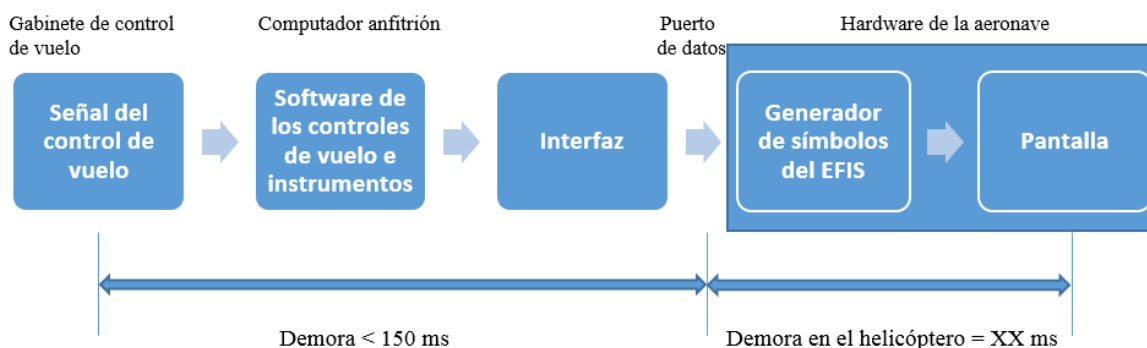 Gabinete de control
de vuelo
Computador anfitrión
Puerto
de datos
Hardware de la aeronave
Señal del
control de
vuelo
Software de
los controles
de vuelo e
instrumentos
Interfaz
Generador
de símbolos
del EFIS
Pantalla
Demora < 150 ms
Demora en el helicóptero = XX ms